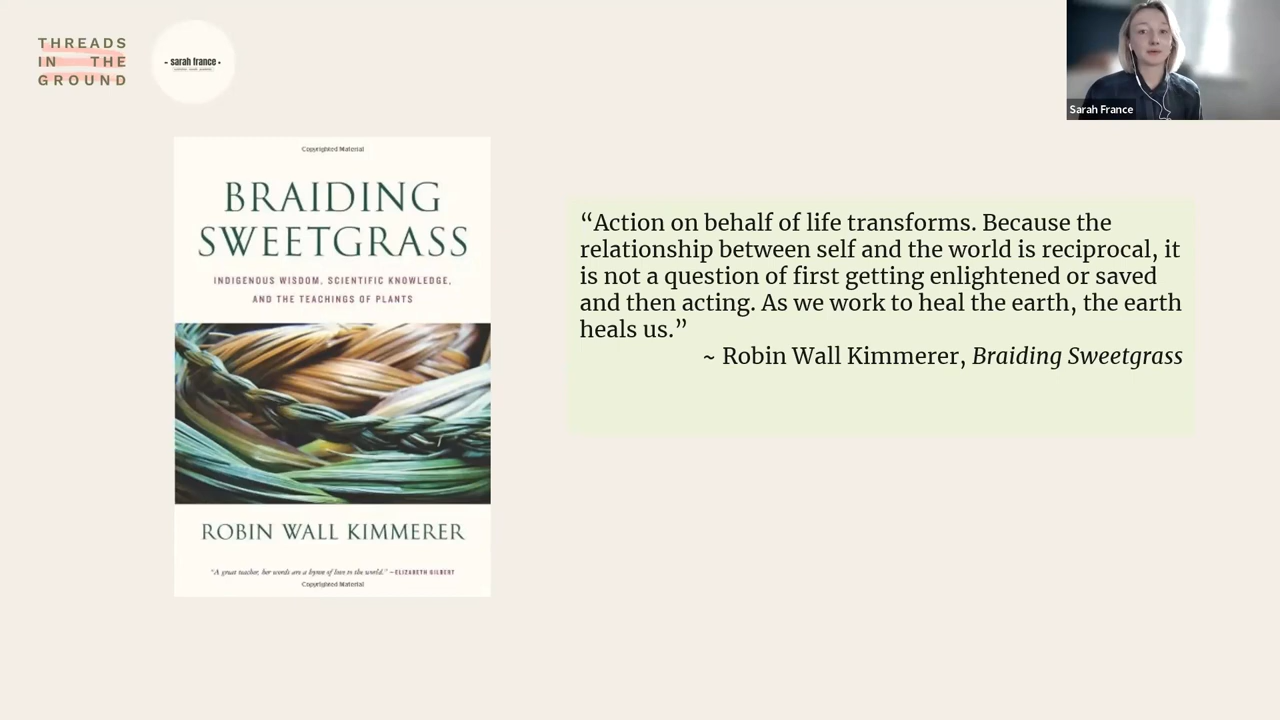 THREADS
IN THE
GROUND
- sarah france -
Sarah France
Copyrighted Material
BRAIDING
SWEETGRASS
INDIGENOUS WISDOM, SCIENTIFIC KNOWLEDGE,
AND THE TEACHINGS OF PLANTS
ROBIN WALL KIMMERER
"A great teacher, her words are a hymn of love to the world." —ELIZABETH GILBERT
Copyrighted Material
“Action on behalf of life transforms. Because the
relationship between self and the world is reciprocal, it
is not a question of first getting enlightened or saved
and then acting. As we work to heal the earth, the earth
heals us.”
~ Robin Wall Kimmerer, Braiding Sweetgrass